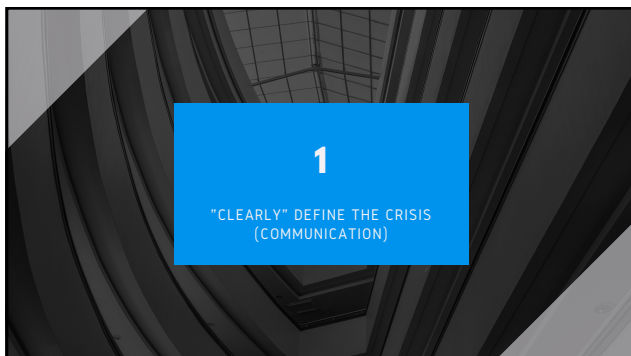 1
"CLEARLY" DEFINE THE CRISIS
(COMMUNICATION)